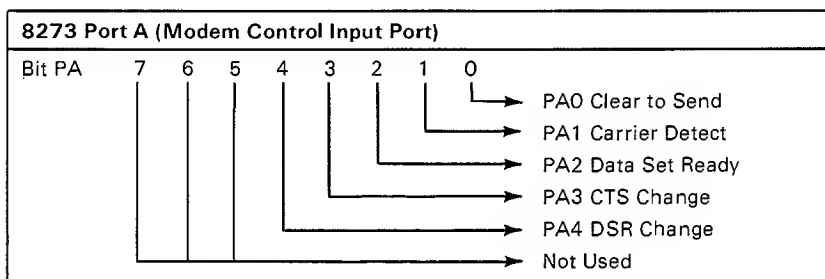 8273 Port A (Modem Control Input Port)
Bit PA 7 6 5 4 3 2 1 0
PA0 Clear to Send
PA1 Carrier Detect
PA2 Data Set Ready
PA3 CTS Change
PA4 DSR Change
Not Used